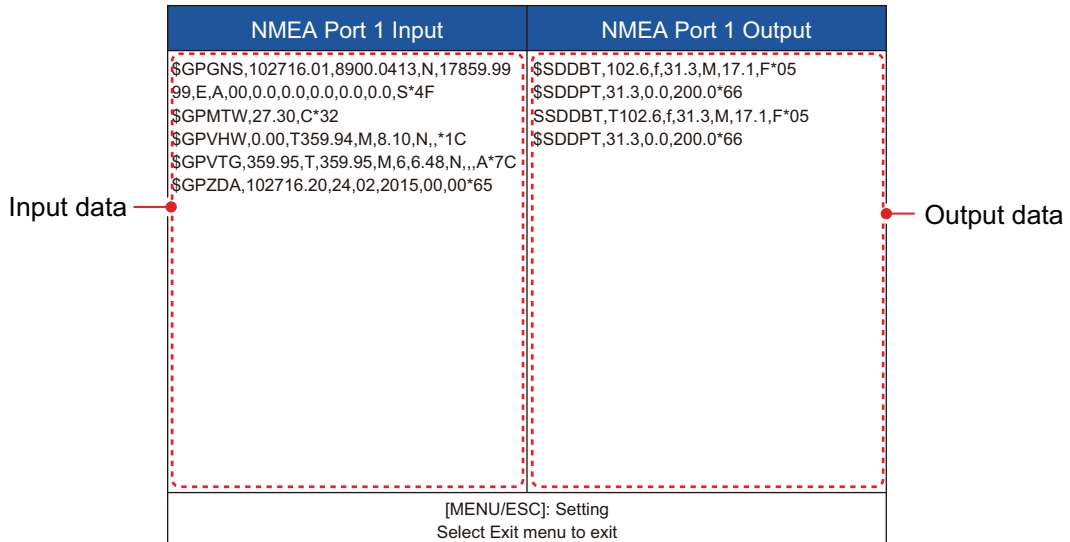 NMEA Port 1 Input
$GPGNS,102716.01,8900.0413,N,17859.99
99,E,A,00,0.0,0.0,0.0,0.0,0.0,S*4F
$GPMTW,27.30,C*32
$GPVHW,0.00,T359.94,M,8.10,N,,*1C
$GPVTG,359.95,T,359.95,M,6,6.48,N,,,A*7C
$GPZDA,102716.20,24,02,2015,00,00*65
NMEA Port 1 Output
$SDDBT,102.6,f,31.3,M,17.1,F*05
$SDDPT,31.3,0.0,200.0*66
SSDDBT,T102.6,f,31.3,M,17.1,F*05
$SDDPT,31.3,0.0,200.0*66
Input data
Output data
[MENU/ESC]: Setting
Select Exit menu to exit